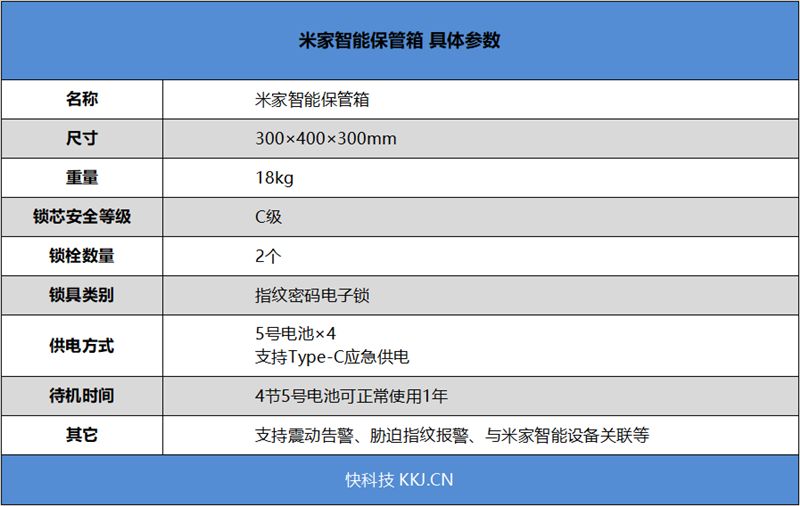 米家智能保管箱 具体参数
名称 米家智能保管箱
尺寸 300×400×300mm
重量 18kg
锁芯安全等级 C级
锁栓数量 2个
锁具类别 指纹密码电子锁
供电方式 5号电池×4
支持Type-C应急供电
待机时间 4节5号电池可正常使用1年
其它 支持震动告警、胁迫指纹报警、与米家智能设备关联等
快科技 KKJ.CN